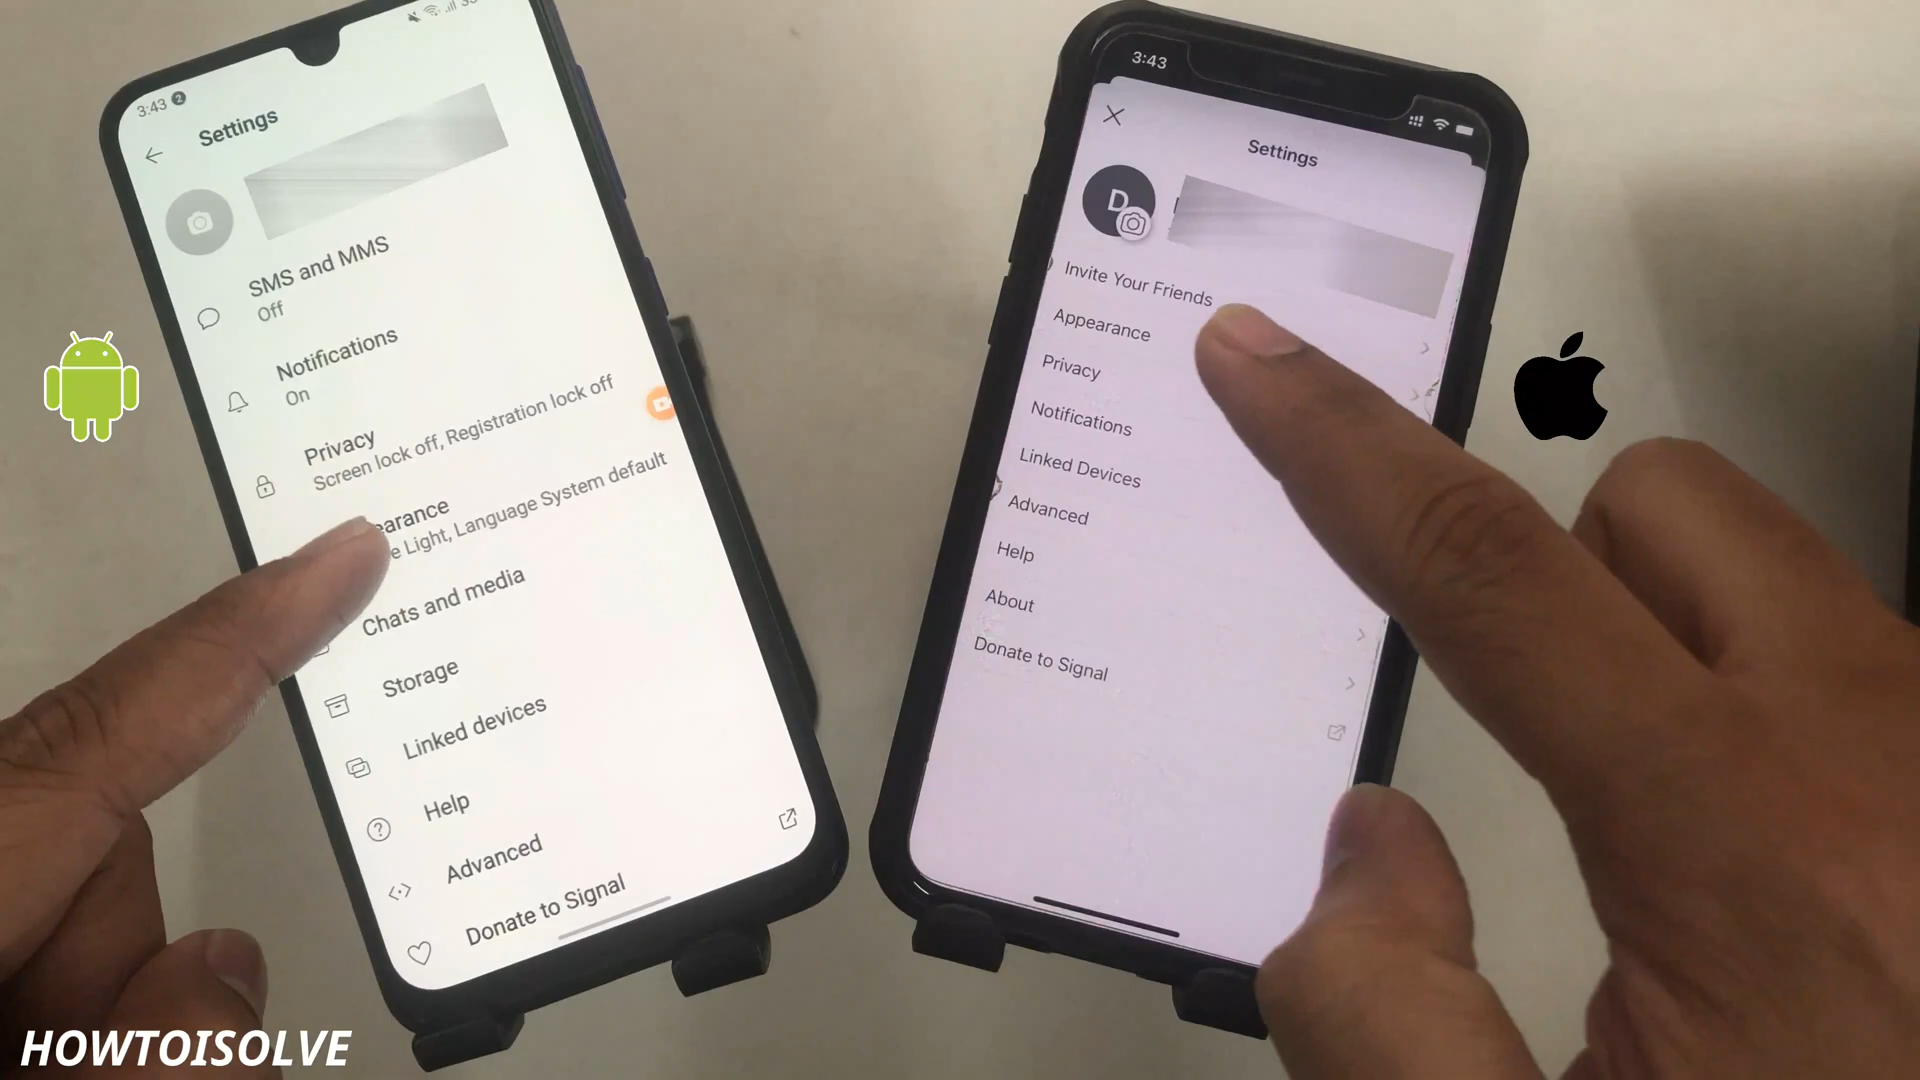 3:43 2
Settings
SMS and MMS
Off
Notifications
On
Privacy
Screen lock off, Registration lock off
earance
e Light, Language System default
Chats and media
Storage
Linked devices
Help
Advanced
Donate to Signal
3:43
Settings
D
Invite Your Friends
Appearance
Privacy
Notifications
Linked Devices
Advanced
Help
About
Donate to Signal
HOWTOISOLVE